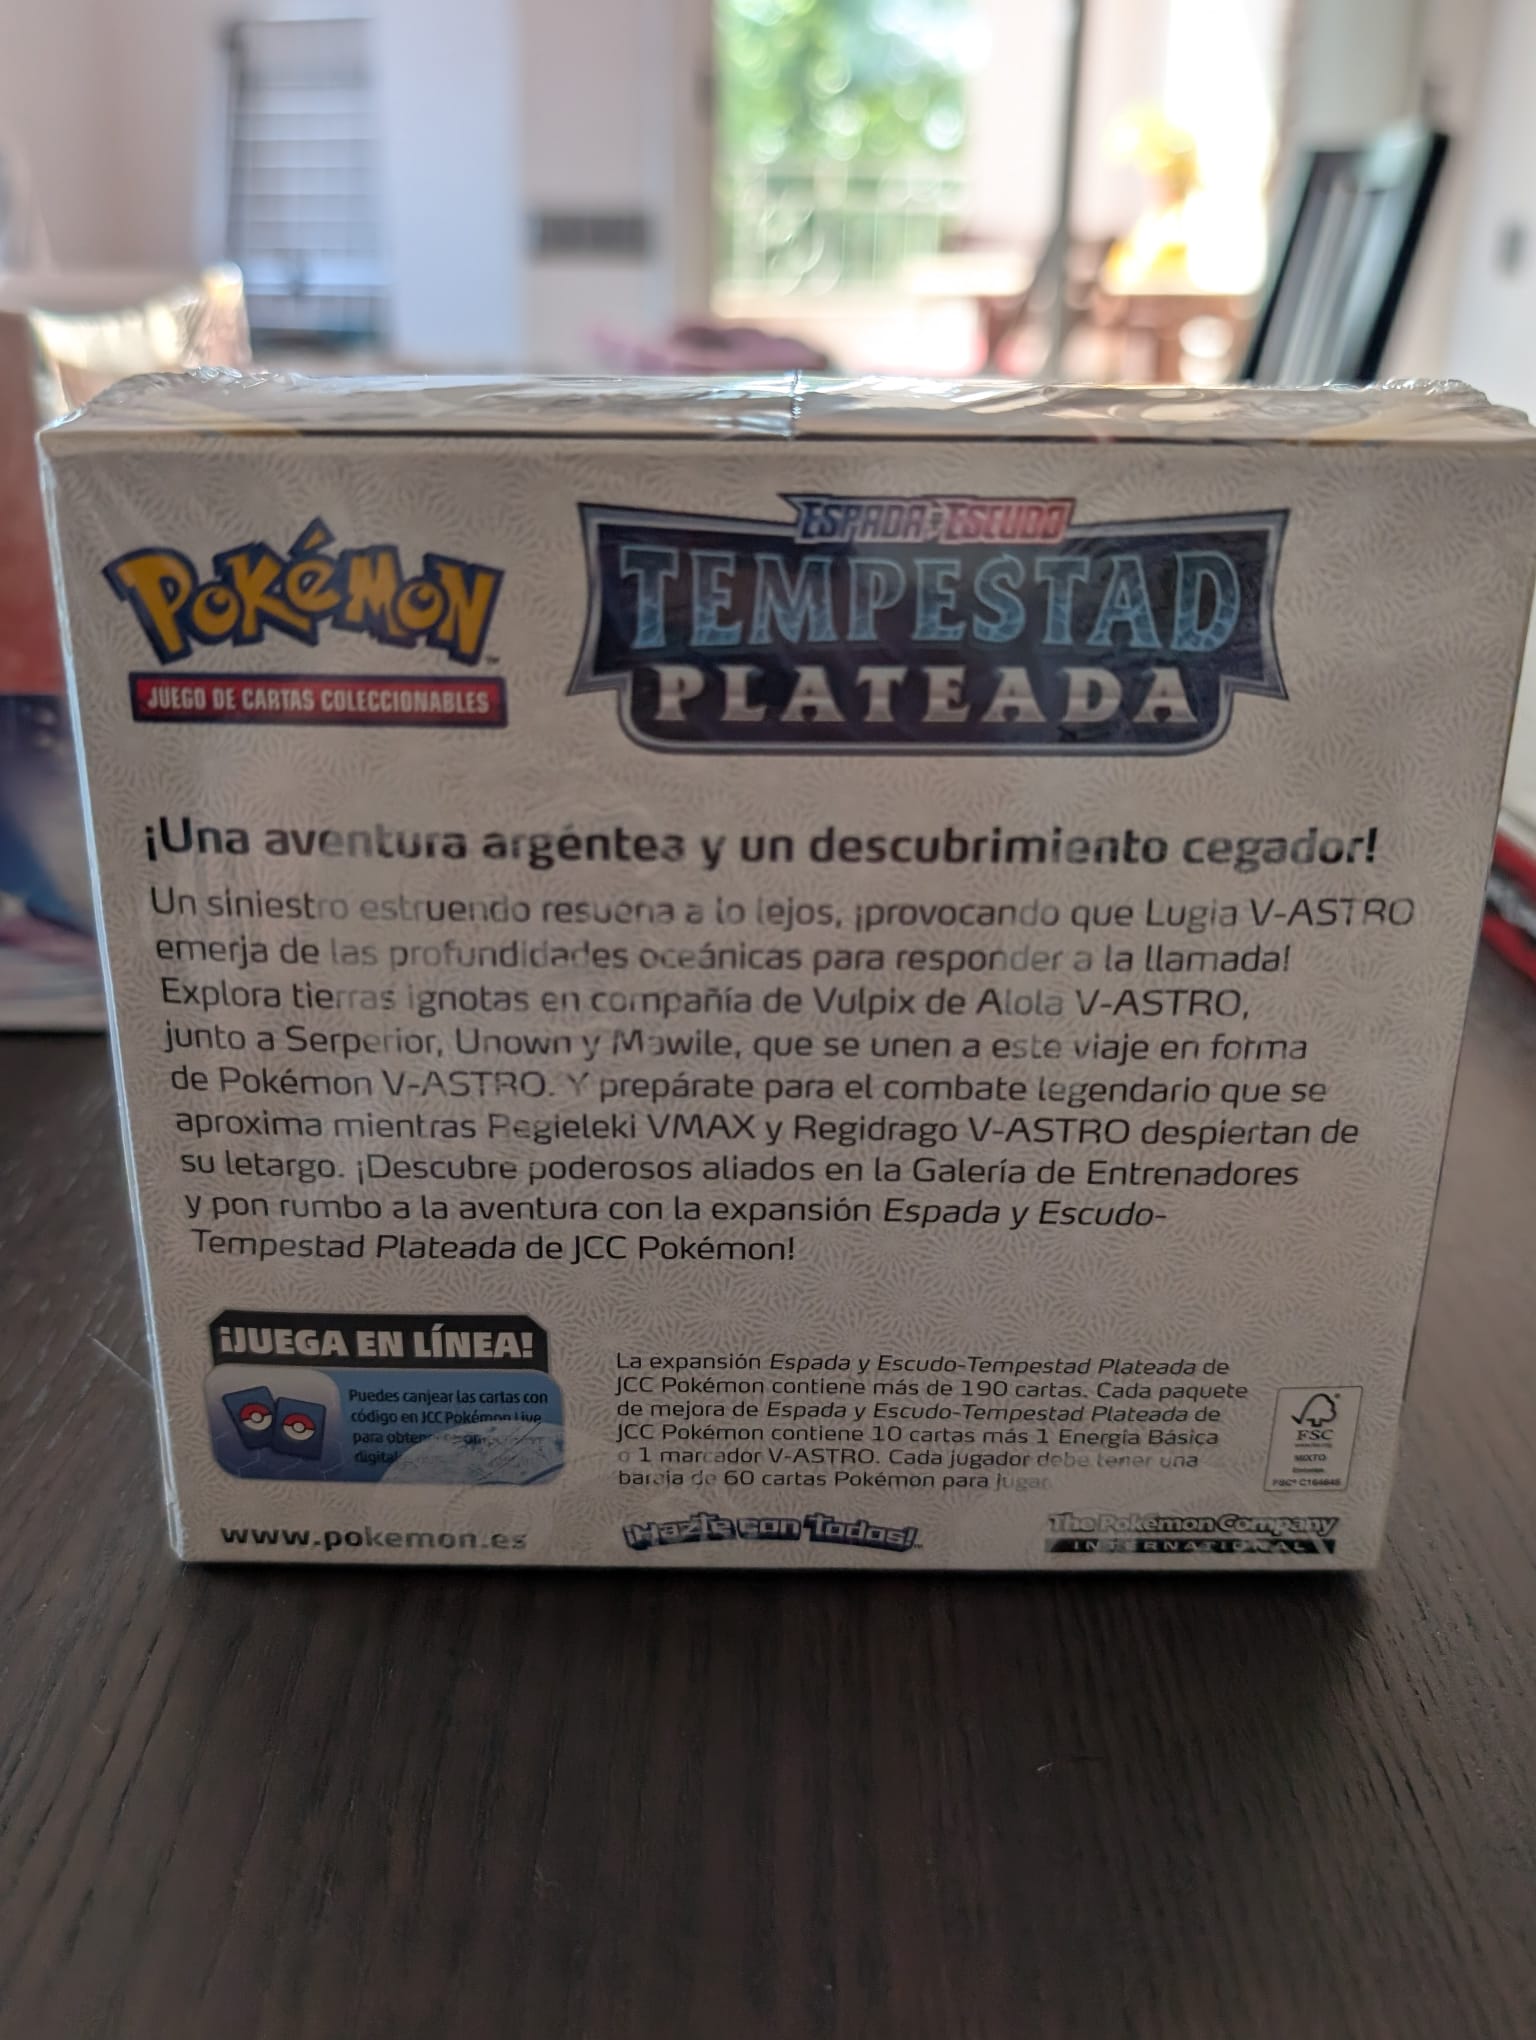 ESPADA Y ESCUDO
Pokémon
TEMPESTAD
PLATEADA
JUEGO DE CARTAS COLECCIONABLES
¡Una aventura argéntea y un descubrimiento cegador!
Un siniestro estruendo resuena a lo lejos, ¡provocando que Lugia V-ASTRO
emerja de las profundidades oceánicas para responder a la llamada!
Explora tierras ignotas en compañía de Vulpix de Alola V-ASTRO,
junto a Serperior, Unown y Mawile, que se unen a este viaje en forma
de Pokémon V-ASTRO. Y prepárate para el combate legendario que se
aproxima mientras Regieleki VMAX y Regidrago V-ASTRO despiertan de
su letargo. ¡Descubre poderosos aliados en la Galería de Entrenadores
y pon rumbo a la aventura con la expansión Espada y Escudo-
Tempestad Plateada de JCC Pokémon!
¡JUEGA EN LÍNEA!
Puedes canjear las cartas con
código en JCC Pokémon Live
para obtener
digital
La expansión Espada y Escudo-Tempestad Plateada de
JCC Pokémon contiene más de 190 cartas. Cada paquete
de mejora de Espada y Escudo-Tempestad Plateada de
JCC Pokémon contiene 10 cartas más 1 Energía Básica
o 1 marcador V-ASTRO. Cada jugador debe tener una
baraja de 60 cartas Pokémon para jugar.
FSC
MIXTO
FSC® C164645
www.pokemon.es
¡Hazte con Todos!
The Pokémon Company
INTERNATIONAL